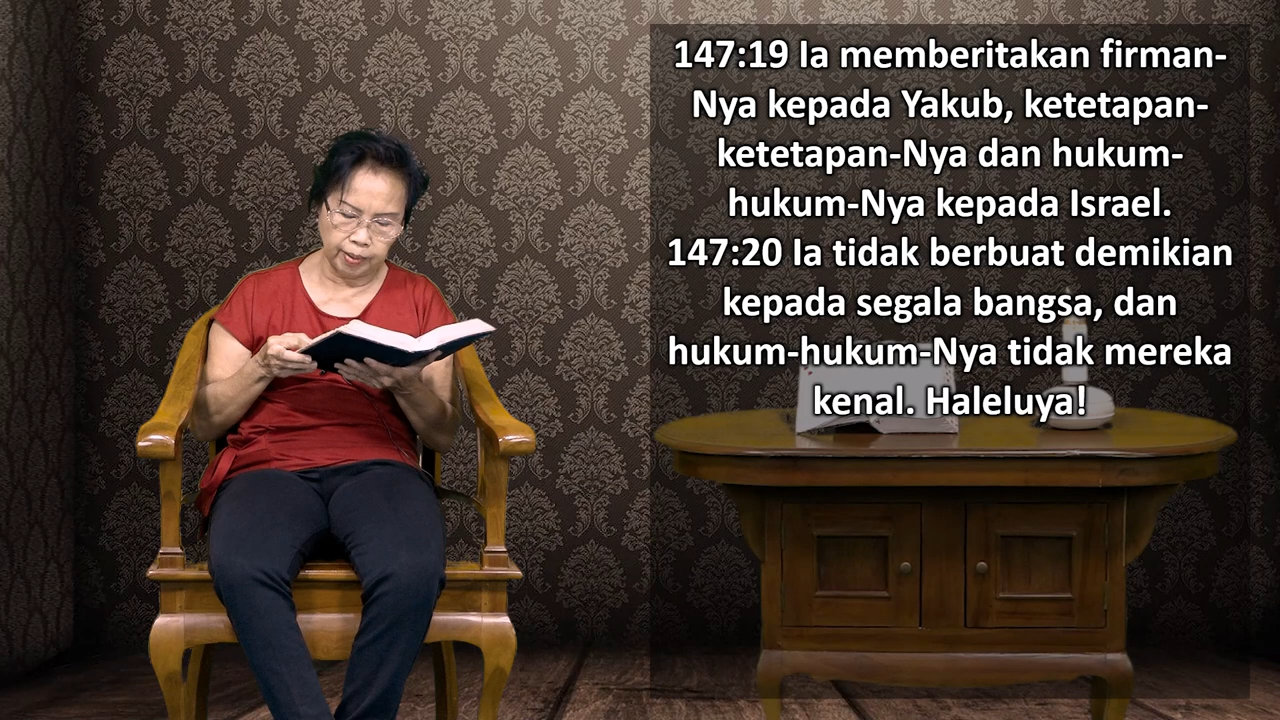 147:19 Ia memberitakan firman-
Nya kepada Yakub, ketetapan-
ketetapan-Nya dan hukum-
hukum-Nya kepada Israel.
147:20 Ia tidak berbuat demikian
kepada segala bangsa, dan
hukum-hukum-Nya tidak mereka
kenal. Haleluya!